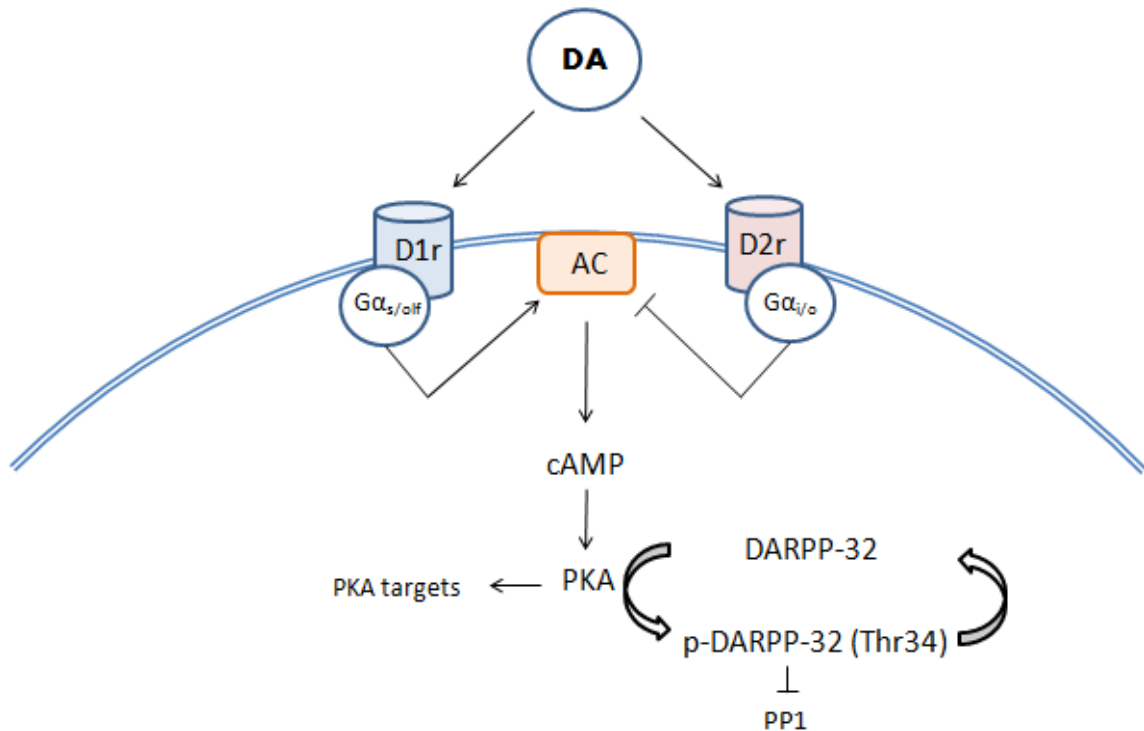 DA
D1r
AC
D2r
Gαs/olf
Gαi/o
cAMP
DARPP-32
PKA targets
PKA
p-DARPP-32 (Thr34)
PP1